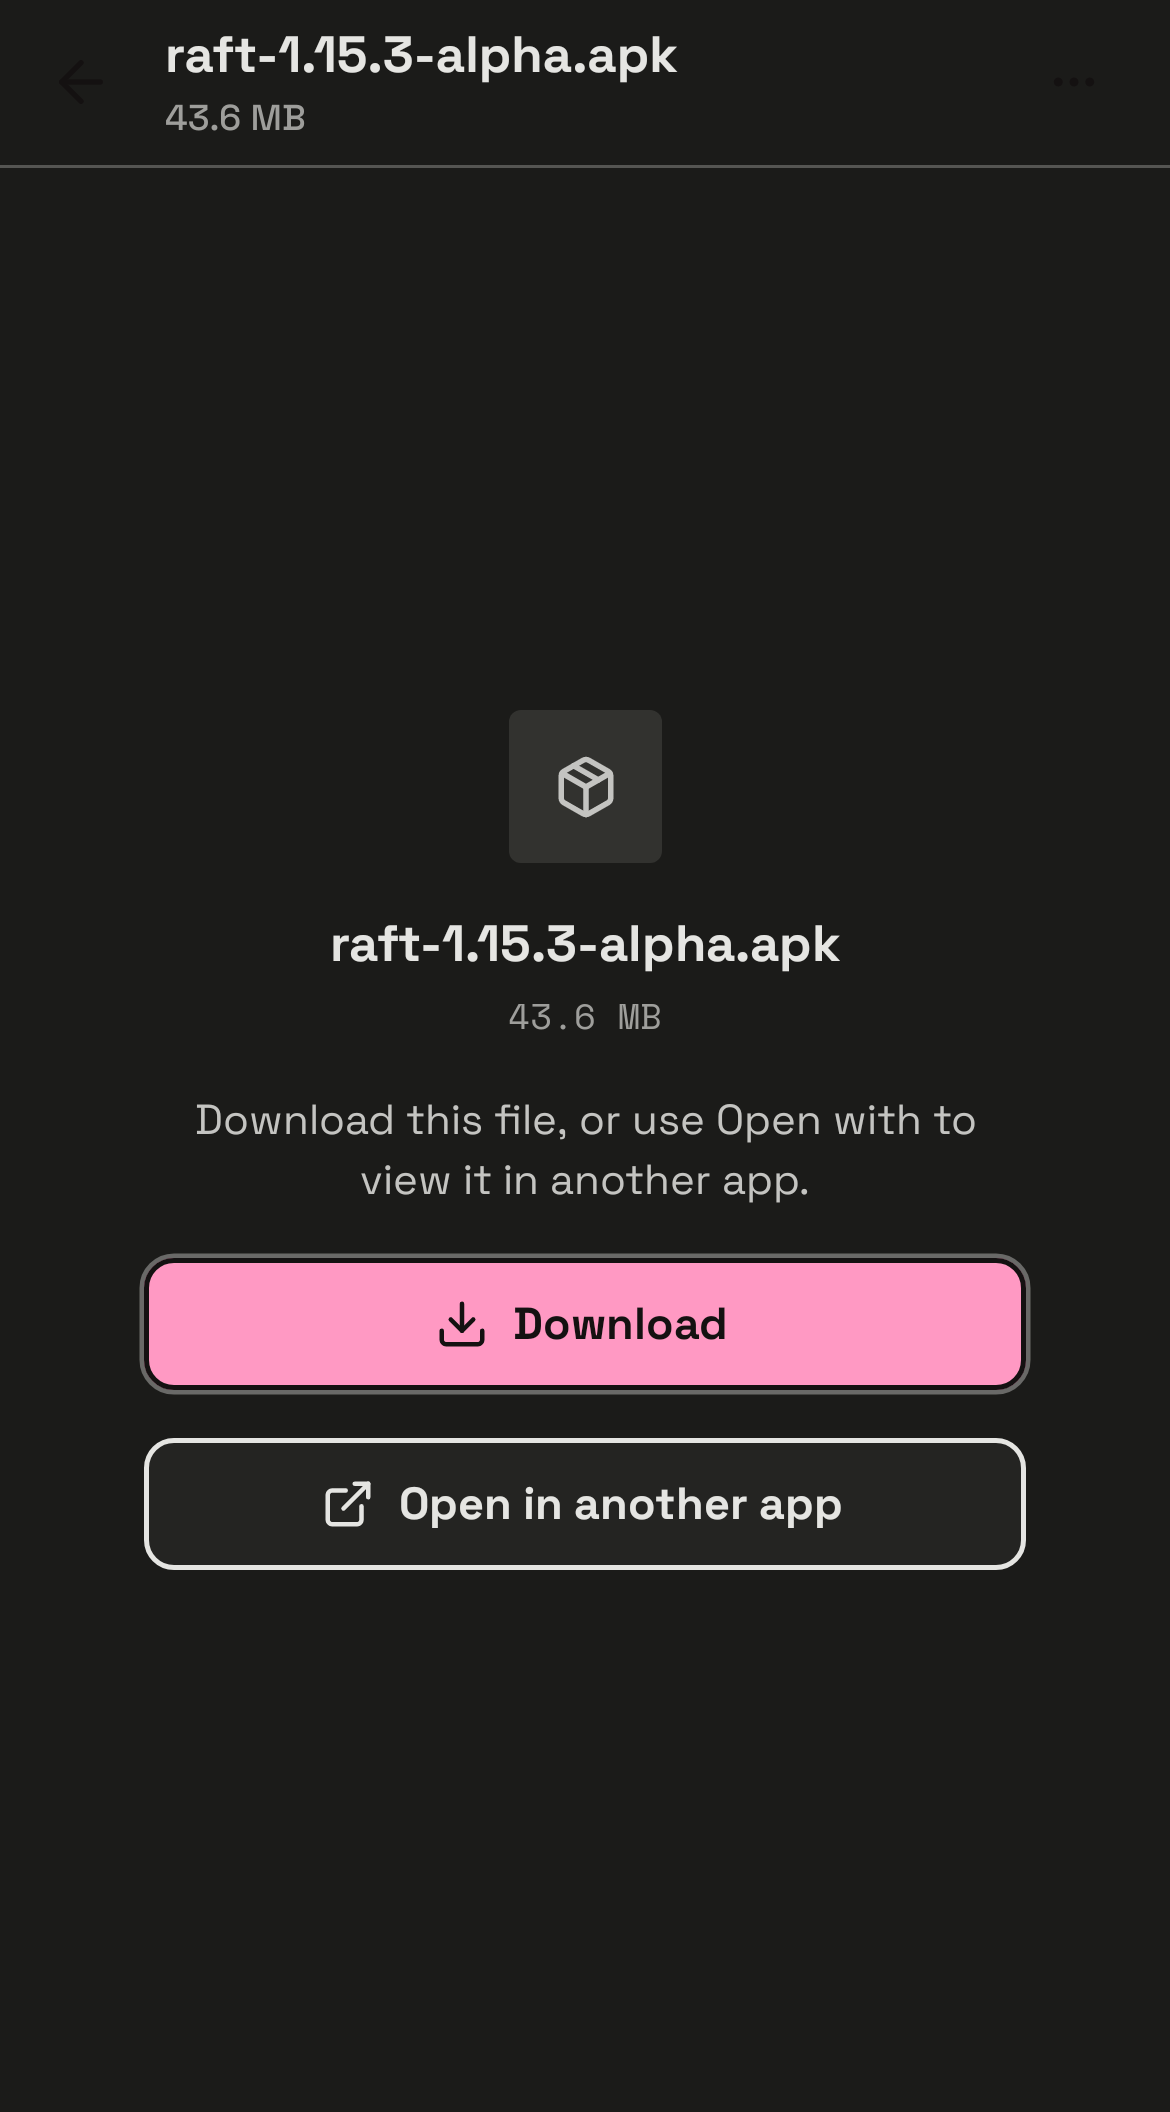 raft-1.15.3-alpha.apk
43.6 MB
raft-1.15.3-alpha.apk
43.6 MB
Download this file, or use Open with to
view it in another app.
Download
Open in another app